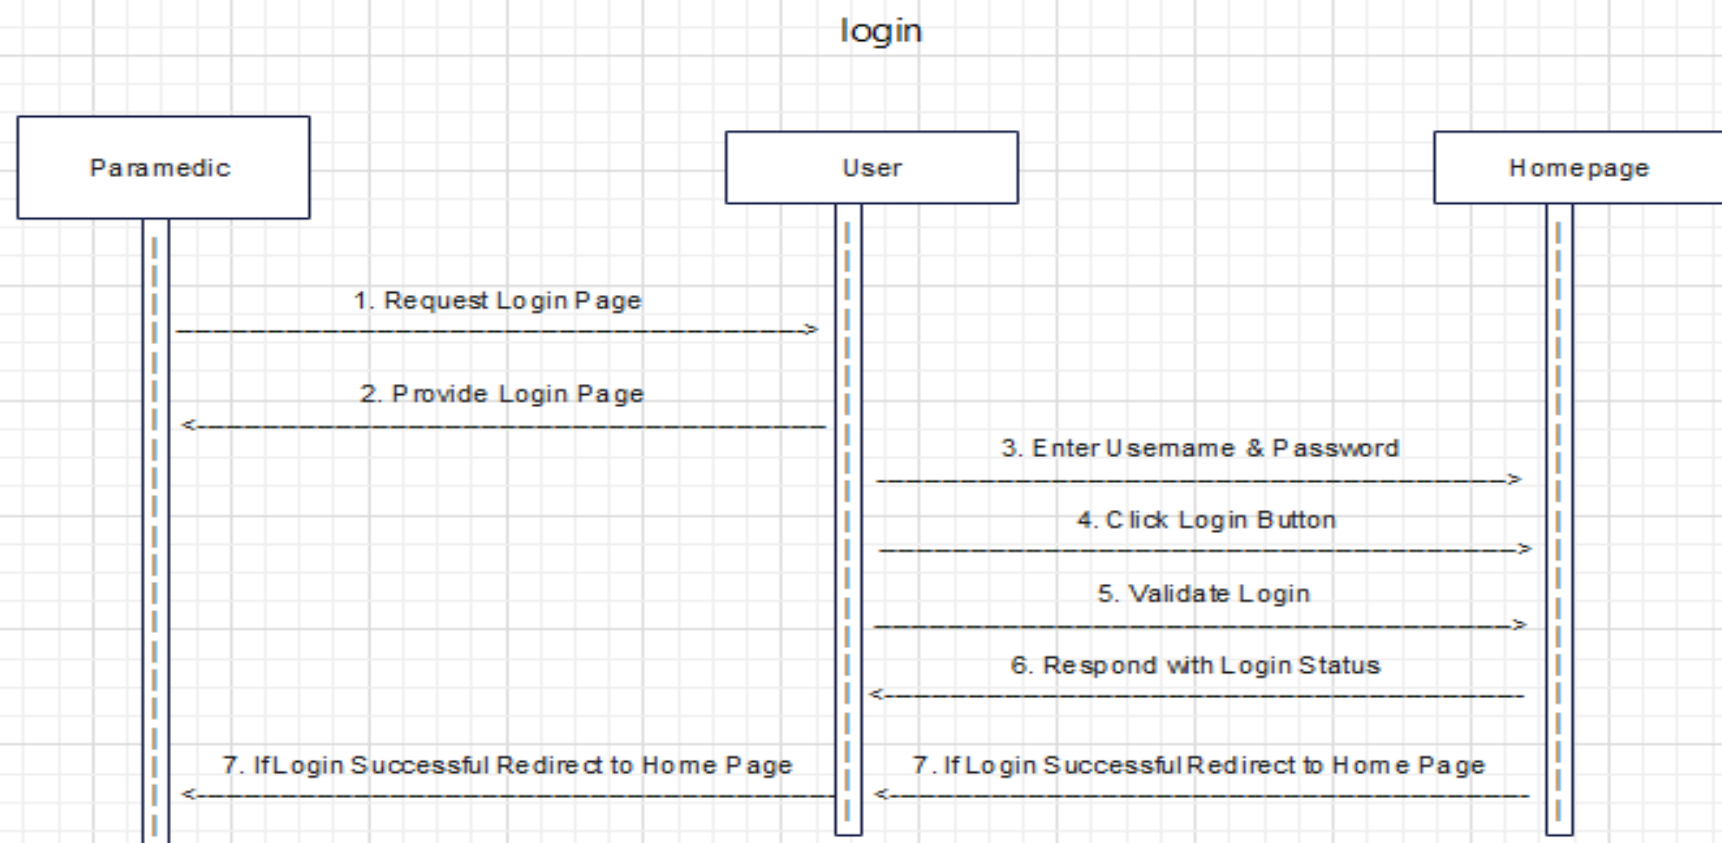 login
Paramedic
User
Homepage
1. Request Login Page
2. Provide Login Page
3. Enter Username & Password
4. Click Login Button
5. Validate Login
6. Respond with Login Status
7. If Login Successful Redirect to Home Page
7. If Login Successful Redirect to Home Page